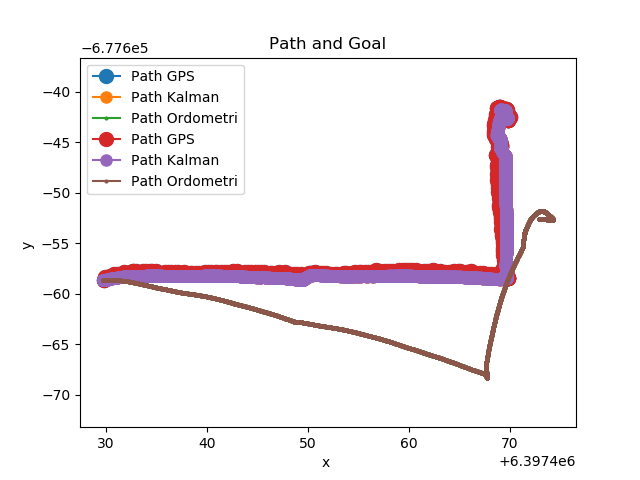 Path and Goal
−6.776e5
Path GPS
Path Kalman
Path Ordometri
Path GPS
Path Kalman
Path Ordometri
−40
−45
−50
−55
−60
−65
−70
y
30 40 50 60 70
x
+6.3974e6